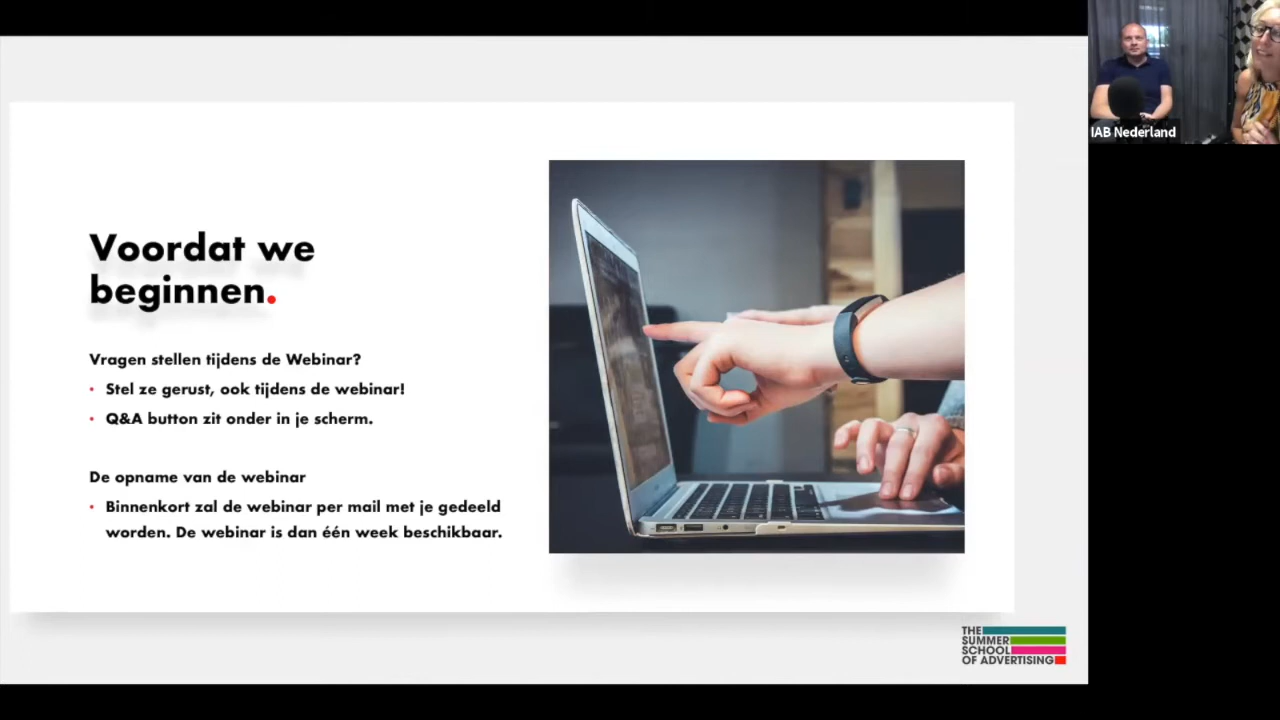 Voordat we
beginnen.
Vragen stellen tijdens de Webinar?
• Stel ze gerust, ook tijdens de webinar!
• Q&A button zit onder in je scherm.
De opname van de webinar
• Binnenkort zal de webinar per mail met je gedeeld
worden. De webinar is dan één week beschikbaar.
IAB Nederland
THE
SUMMER
SCHOOL
OF ADVERTISING